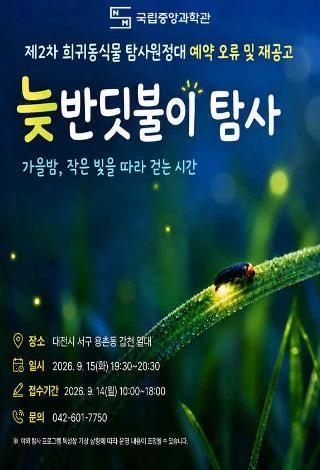 NSM 국립중앙과학관
제2차 희귀동식물 탐사원정대 예약 오류 및 재공고
늦반딧불이 탐사
가을밤, 작은 빛을 따라 걷는 시간
장소 대전시 서구 용촌동 갑천 일대
일시 2026. 9. 15(화) 19:30~20:30
접수기간 2026. 9. 14(월) 10:00~18:00
문의 042-601-7750
※ 야외 탐사 프로그램 특성상 기상 상황에 따라 운영 내용이 조정될 수 있습니다.